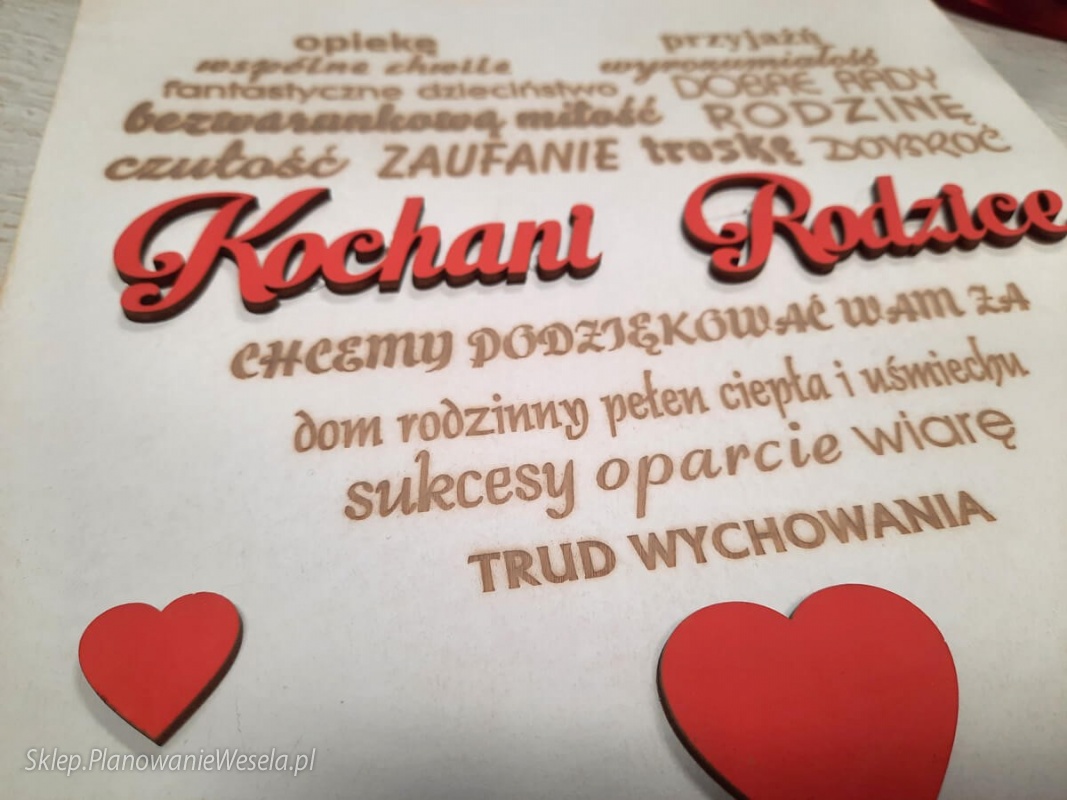 opiekę przyjaźń
wspólne chwile wyrozumiałość
fantastyczne dzieciństwo DOBRE RADY
bezwarunkową miłość RODZINĘ
czułość ZAUFANIE troskę DOBROĆ
Kochani Rodzice
CHCEMY PODZIĘKOWAĆ WAM ZA
dom rodzinny pełen ciepła i uśmiechu
sukcesy oparcie wiarę
TRUD WYCHOWANIA
Sklep.PlanowanieWesela.pl